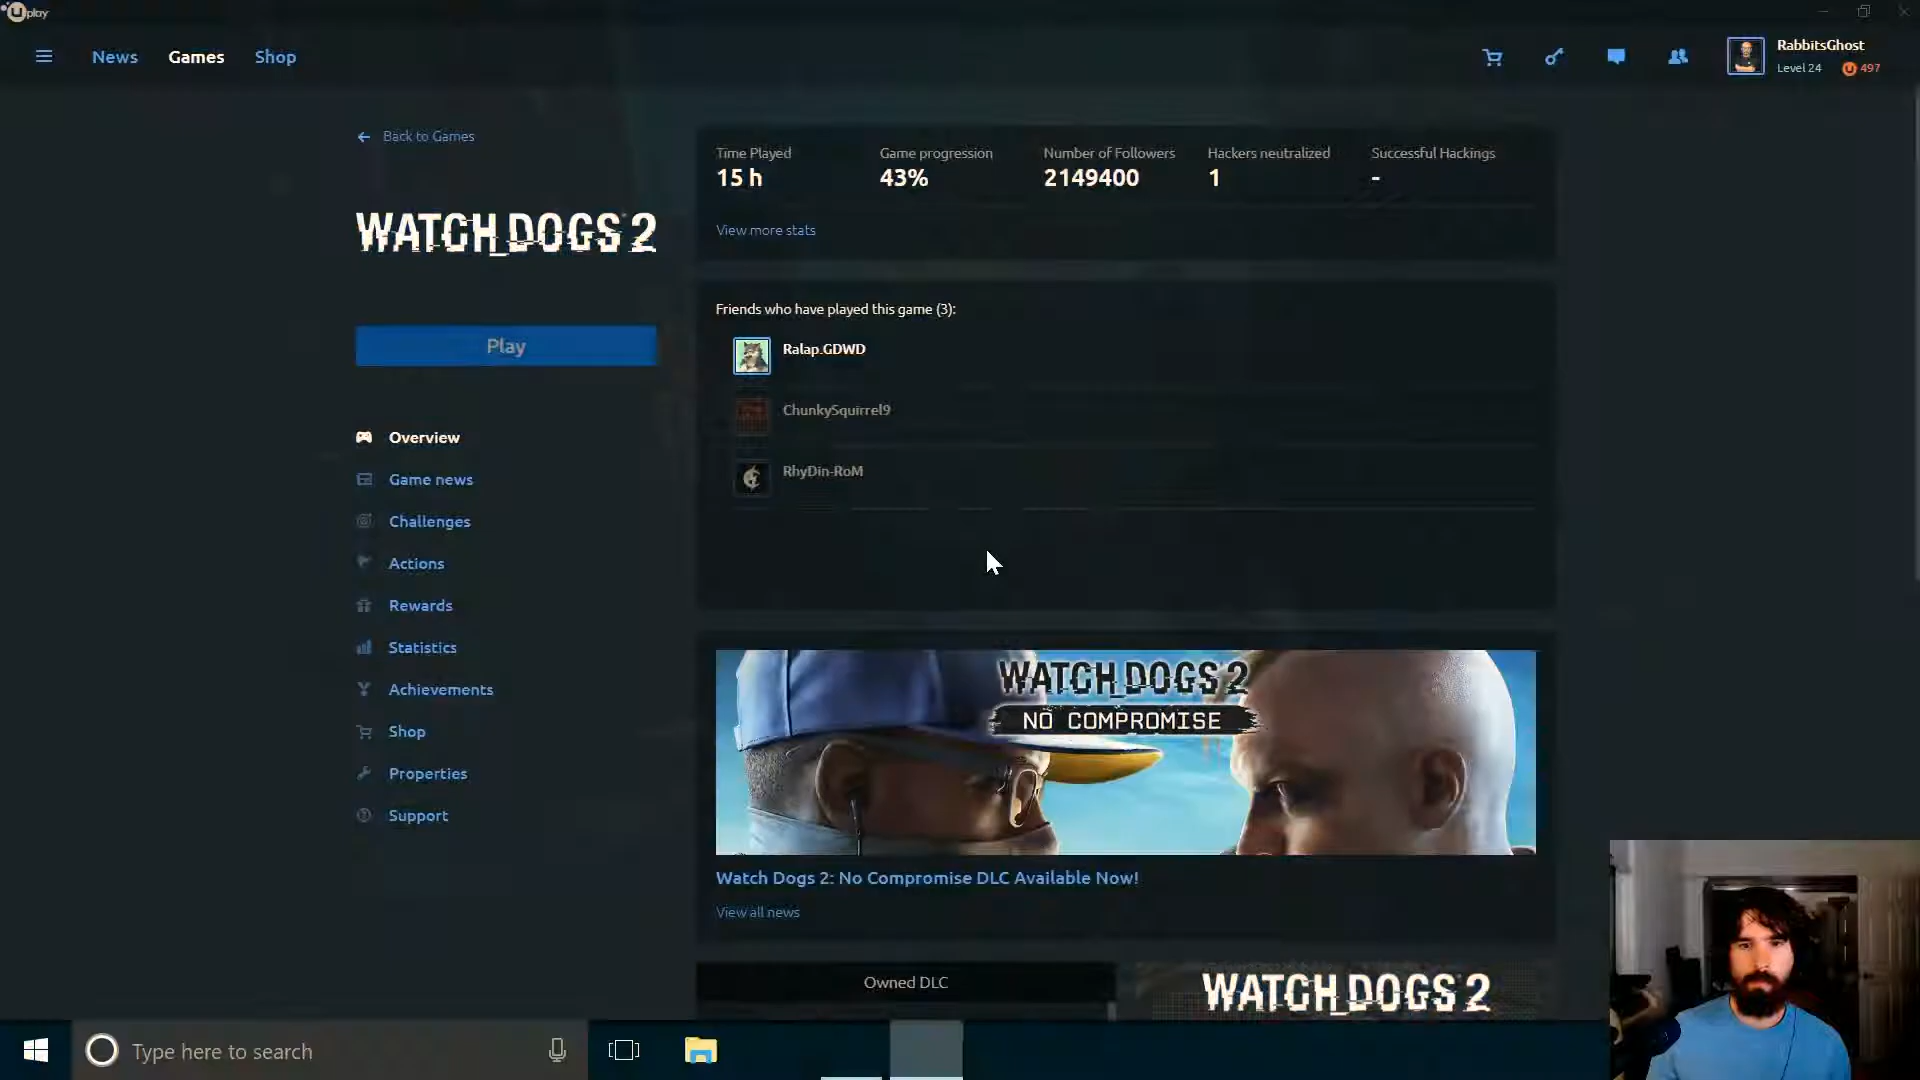 Uplay
News
Games
Shop
RabbitsGhost
Level 24
497
Back to Games
WATCH_DOGS 2
Play
Overview
Game news
Challenges
Actions
Rewards
Statistics
Achievements
Shop
Properties
Support
Time Played
15 h
Game progression
43%
Number of Followers
2149400
Hackers neutralized
1
Successful Hackings
-
View more stats
Friends who have played this game (3):
Ralap.GDWD
ChunkySquirrel9
RhyDin-RoM
WATCH_DOGS 2
NO COMPROMISE
Watch Dogs 2: No Compromise DLC Available Now!
View all news
Owned DLC
WATCH_DOGS 2
Type here to search